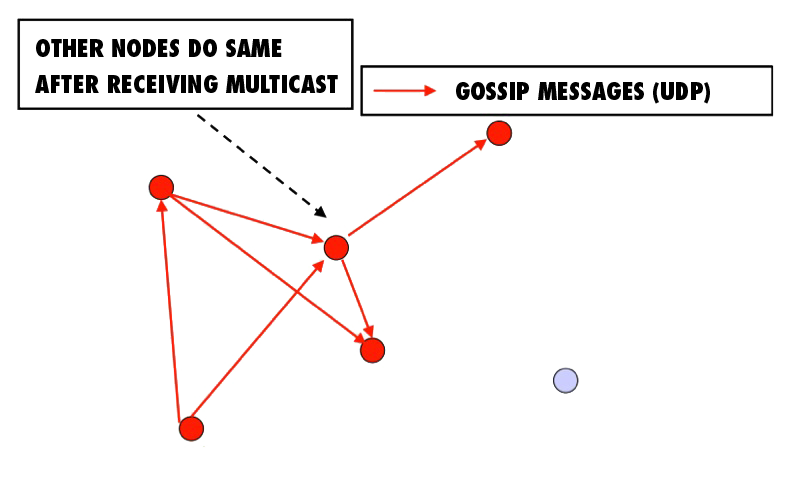 OTHER NODES DO SAME
AFTER RECEIVING MULTICAST
GOSSIP MESSAGES (UDP)